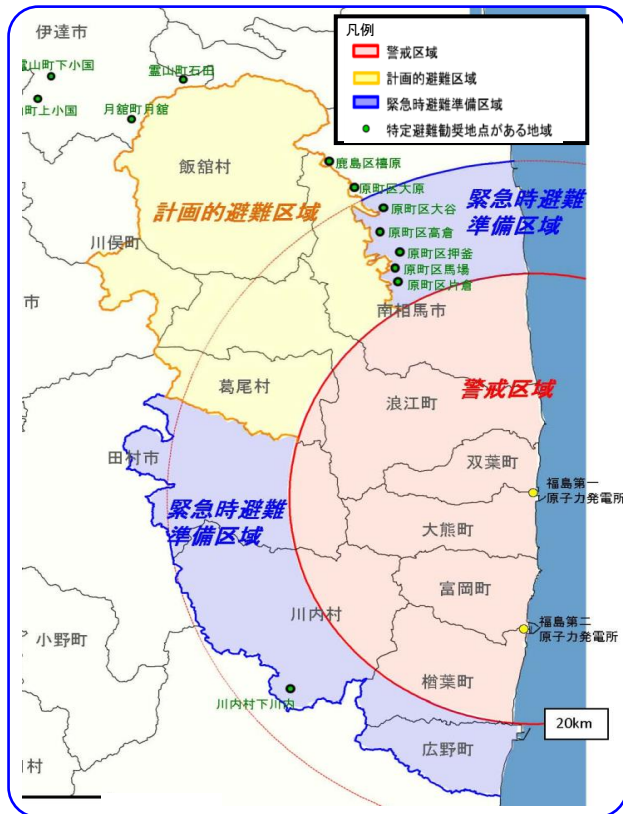 凡例
警戒区域
計画的避難区域
緊急時避難準備区域
特定避難勧奨地点がある地域
伊達市
霊山町下小国
霊山町石田
町上小国
月舘町月舘
飯舘村
鹿島区橲原
原町区大原
計画的避難区域
原町区大谷
緊急時避難
準備区域
川俣町
原町区高倉
原町区押釜
原町区馬場
原町区片倉
市
南相馬市
葛尾村
浪江町
警戒区域
田村市
双葉町
福島第一
原子力発電所
緊急時避難
準備区域
大熊町
富岡町
川内村
小野町
福島第二
原子力発電所
楢葉町
川内村下川内
20km
広野町
村